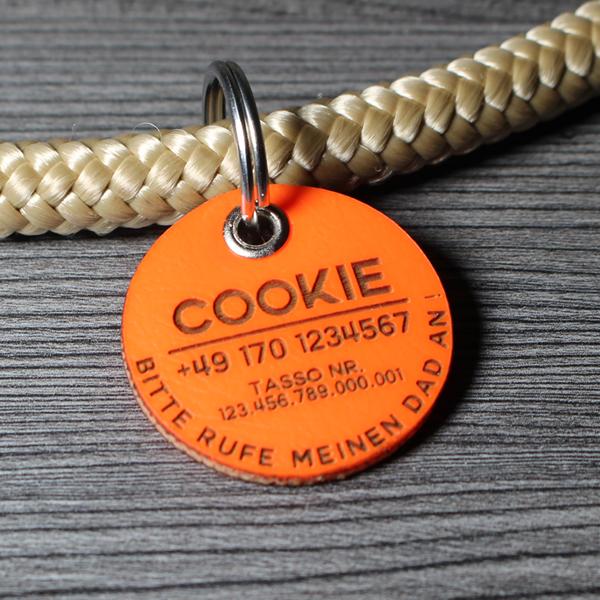 COOKIE
+49 170 1234567
TASSO NR.
123.456.789.000.001
BITTE RUFE MEINEN DAD AN!